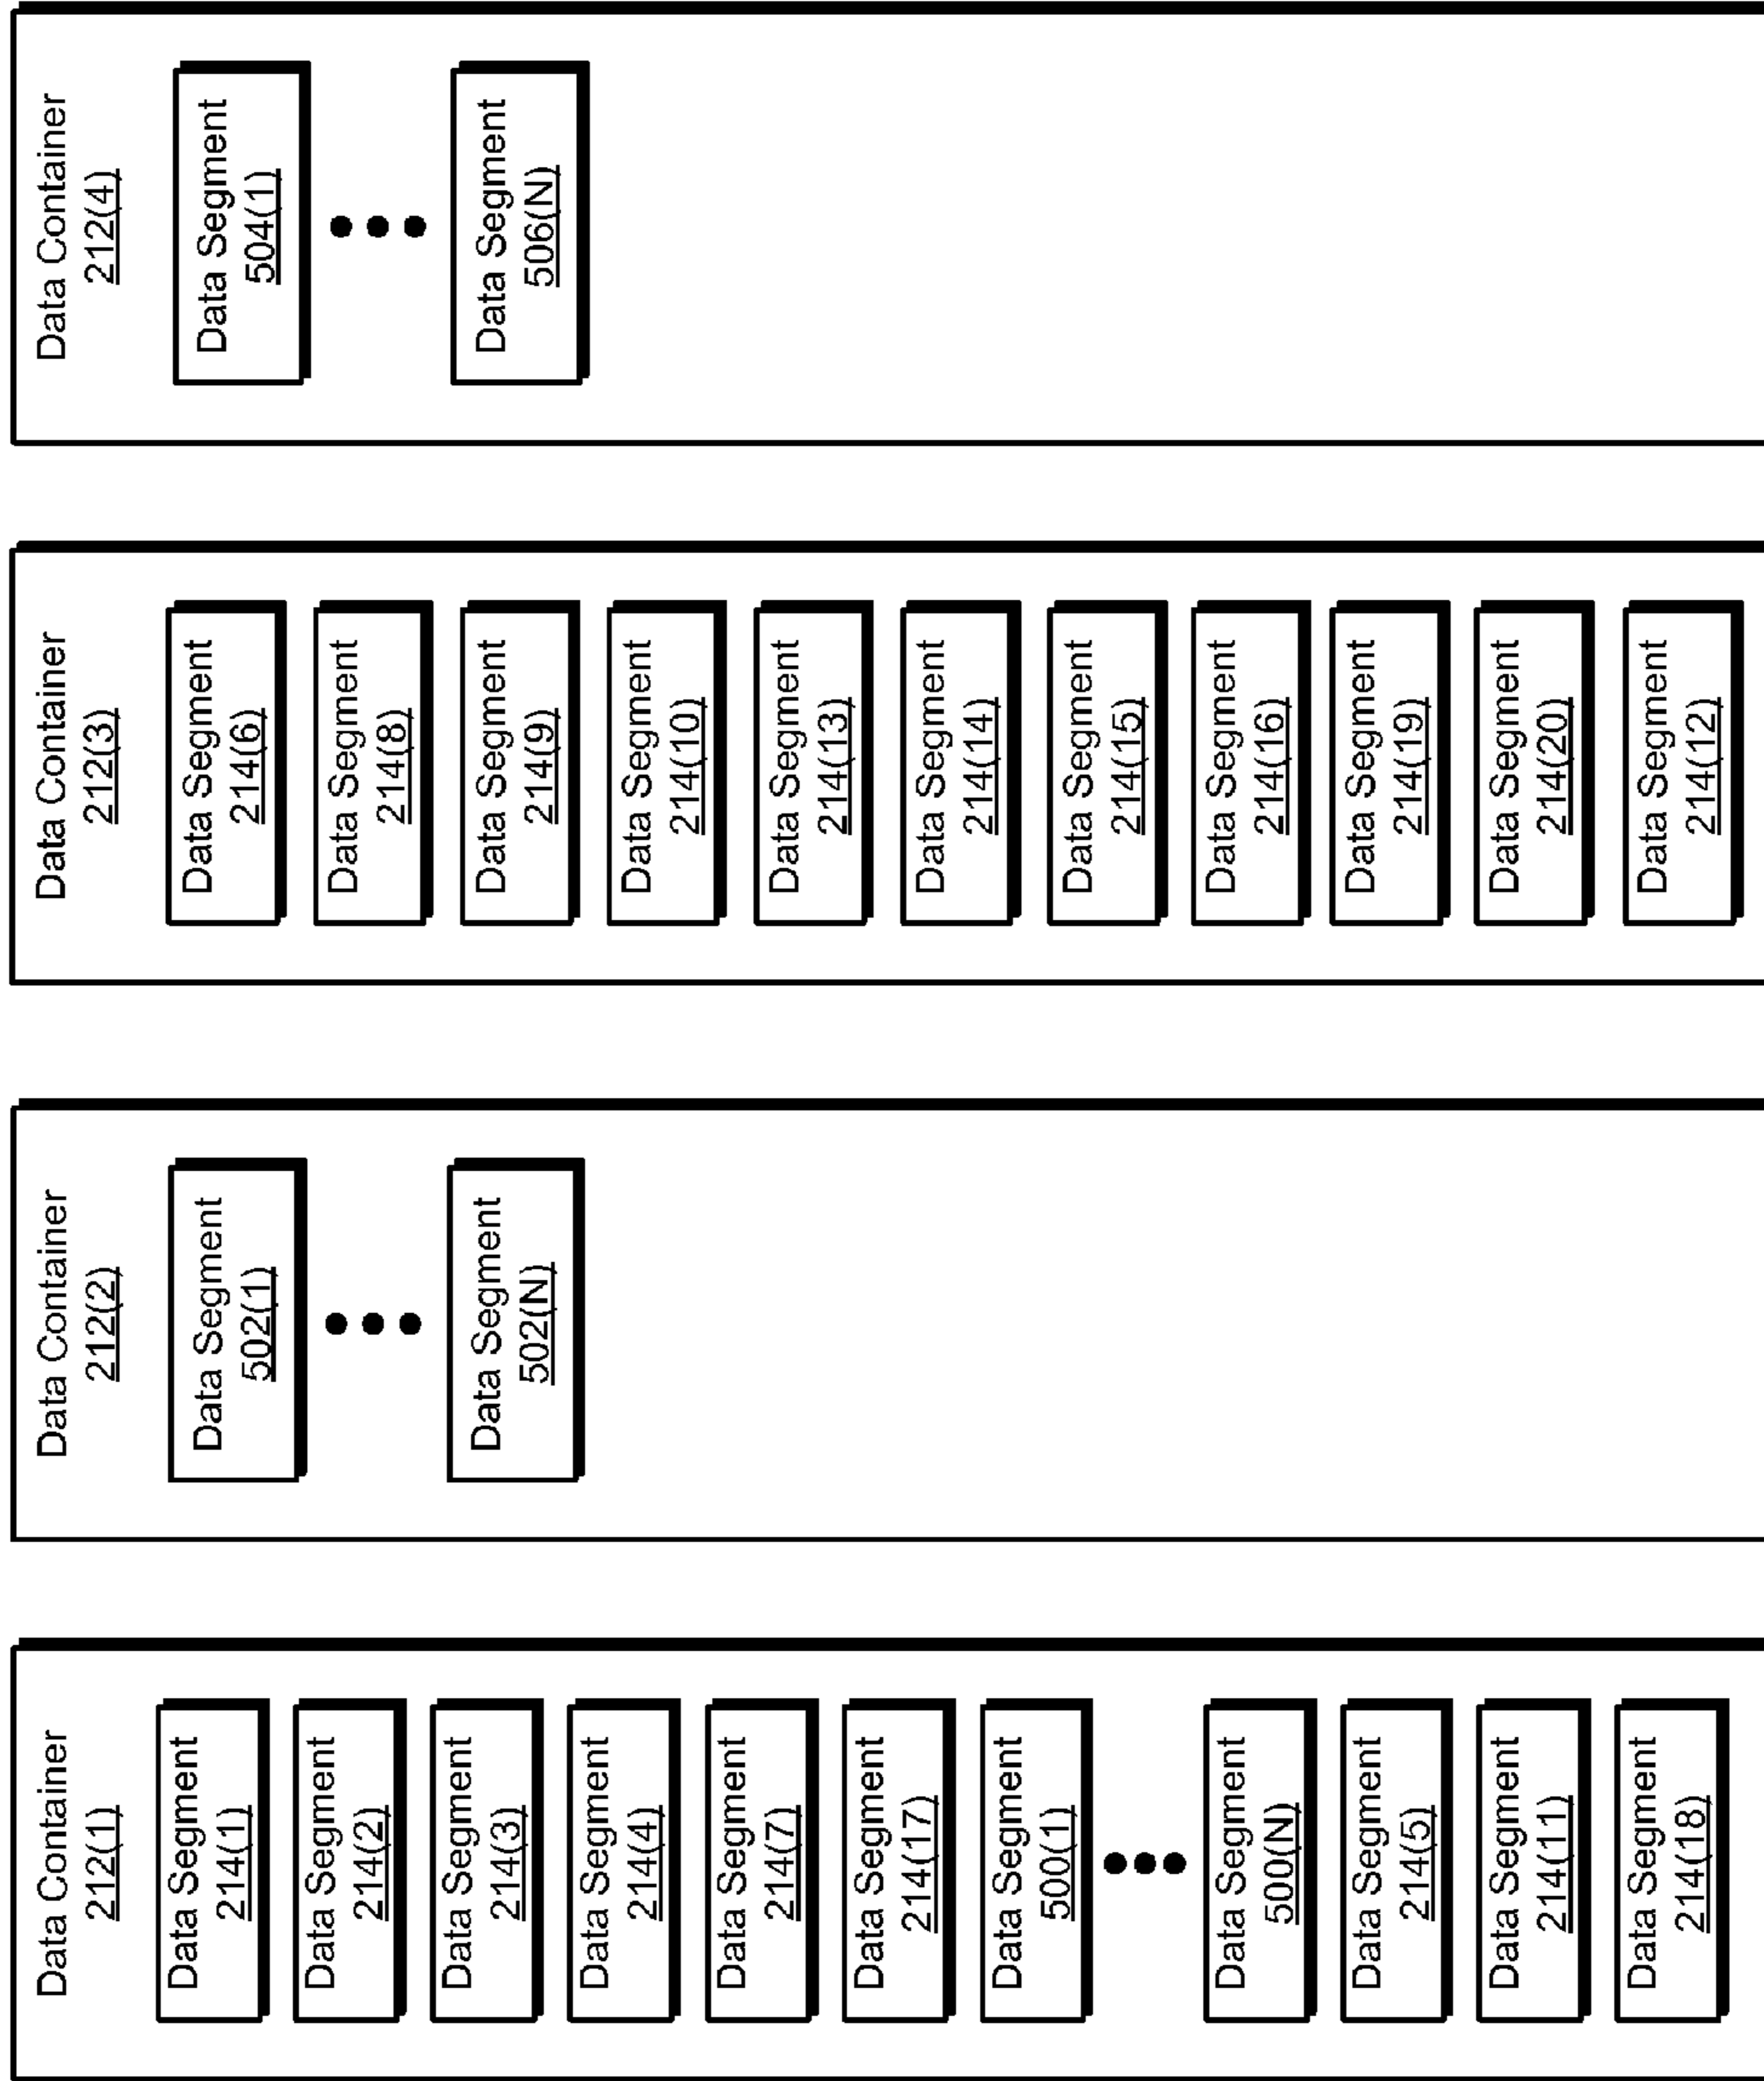 Data Container
212(1)
Data Segment
214(1)
Data Segment
214(2)
Data Segment
214(3)
Data Segment
214(4)
Data Segment
214(7)
Data Segment
214(17)
Data Segment
500(1)
Data Segment
500(N)
Data Segment
214(5)
Data Segment
214(11)
Data Segment
214(18)
Data Container
212(2)
Data Segment
502(1)
Data Segment
502(N)
Data Container
212(3)
Data Segment
214(6)
Data Segment
214(8)
Data Segment
214(9)
Data Segment
214(10)
Data Segment
214(13)
Data Segment
214(14)
Data Segment
214(15)
Data Segment
214(16)
Data Segment
214(19)
Data Segment
214(20)
Data Segment
214(12)
Data Container
212(4)
Data Segment
504(1)
Data Segment
506(N)